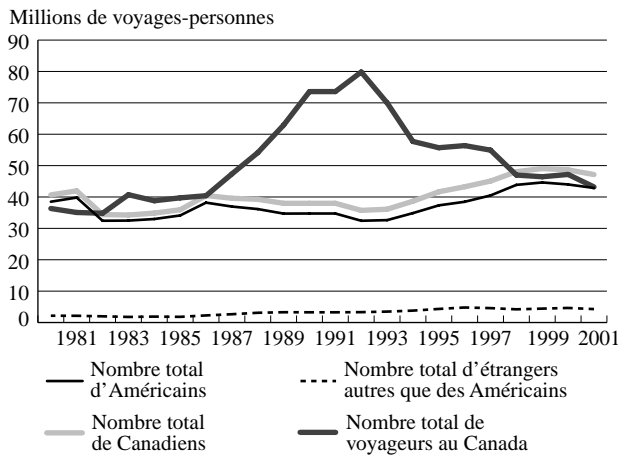 Millions de voyages-personnes
90
80
70
60
50
40
30
20
10
0
1981 1983 1985 1987 1989 1991 1993 1995 1997 1999 2001
Nombre total
d'Américains
Nombre total d'étrangers
autres que des Américains
Nombre total
de Canadiens
Nombre total de
voyageurs au Canada